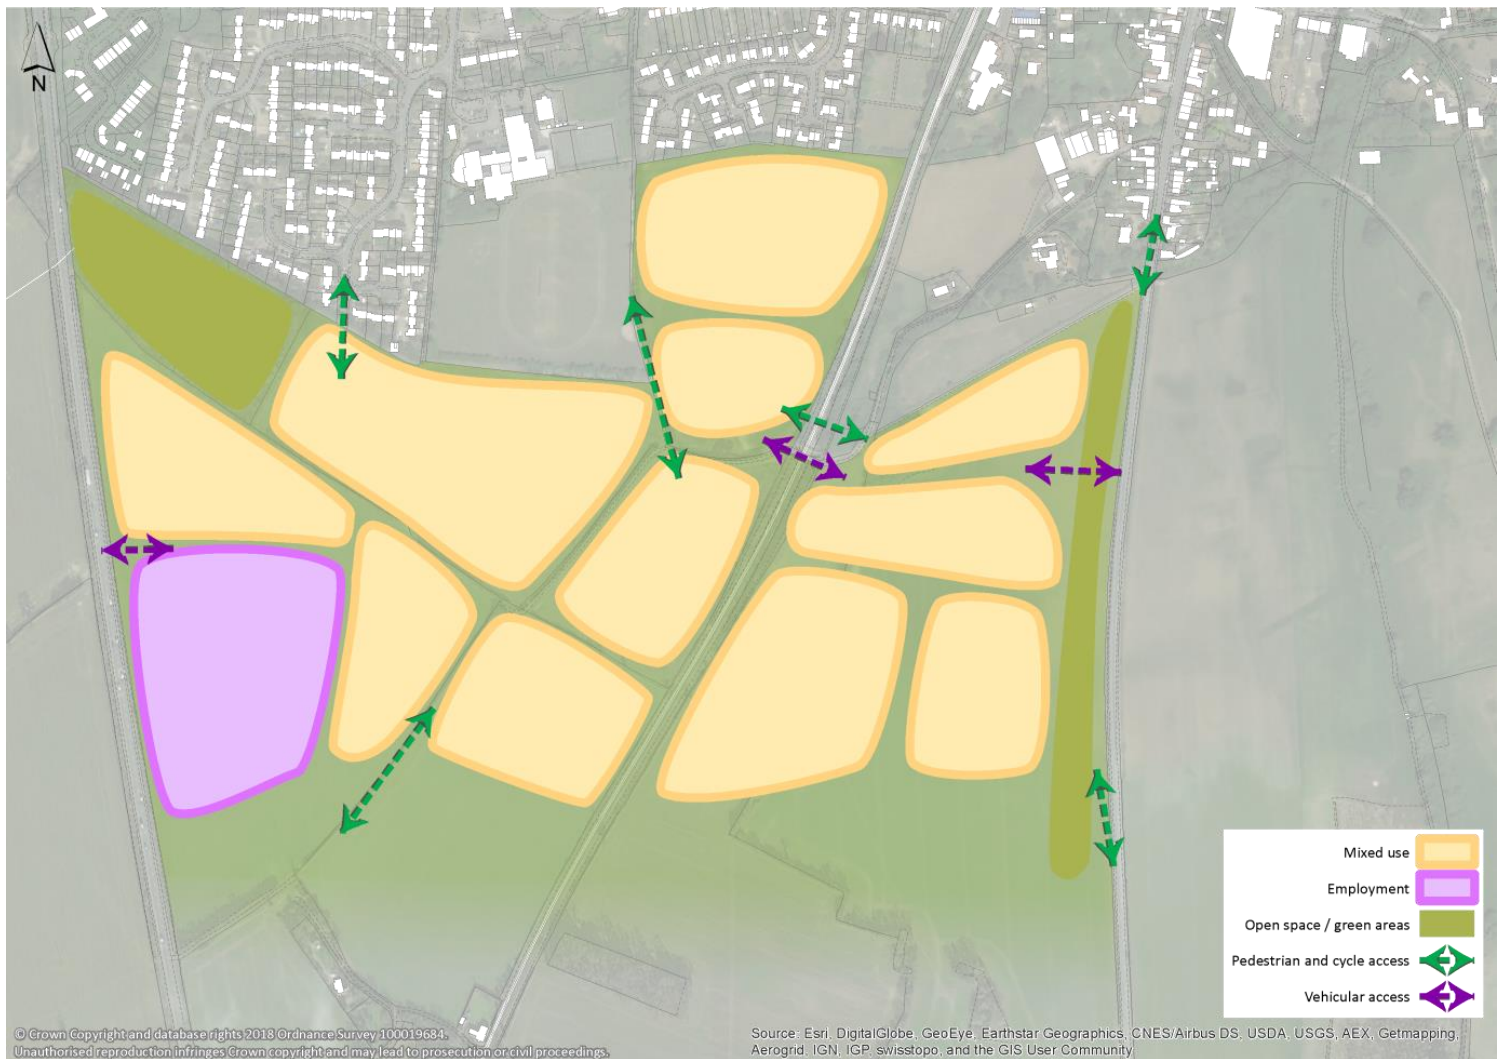 N
Mixed use
Employment
Open space / green areas
Pedestrian and cycle access
Vehicular access
© Crown Copyright and database rights 2018 Ordnance Survey 100019684.
Unauthorised reproduction infringes Crown copyright and may lead to prosecution or civil proceedings.
Source: Esri, DigitalGlobe, GeoEye, Earthstar Geographics, CNES/Airbus DS, USDA, USGS, AEX, Getmapping,
Aerogrid, IGN, IGP, swisstopo, and the GIS User Community